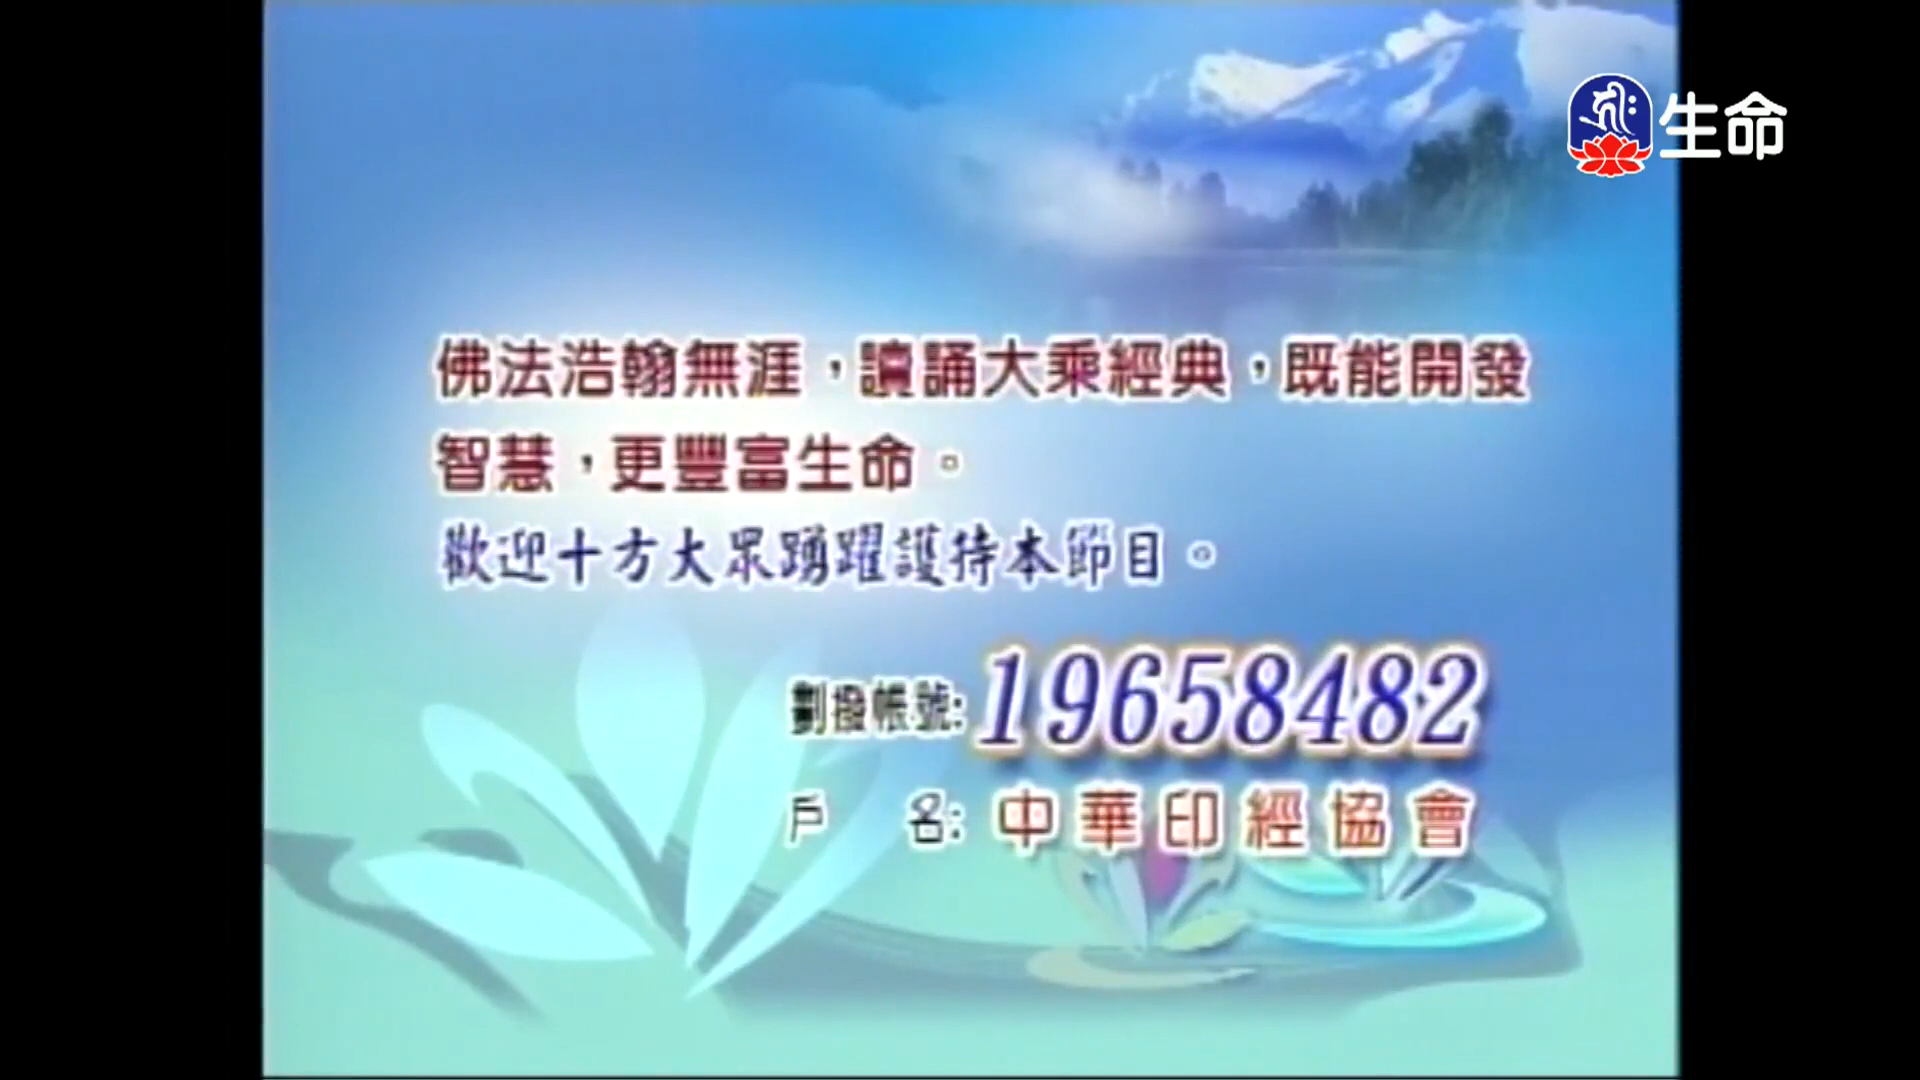 生命
佛法浩翰無涯，讀誦大乘經典，既能開發
智慧，更豐富生命。
歡迎十方大眾踴躍護持本節目。
劃撥帳號:19658482
戶 名:中華印經協會